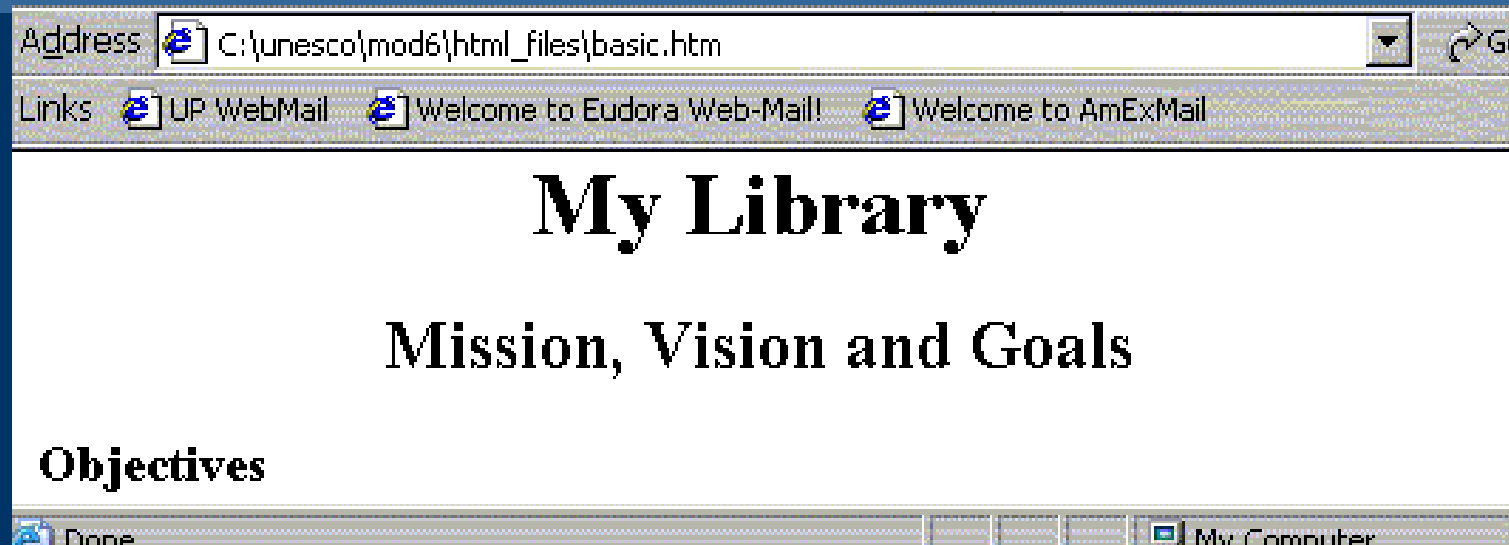 Address C:\unesco\mod6\html_files\basic.htm
Links UP WebMail Welcome to Eudora Web-Mail! Welcome to AmExMail
My Library
Mission, Vision and Goals
Objectives
Done My Computer